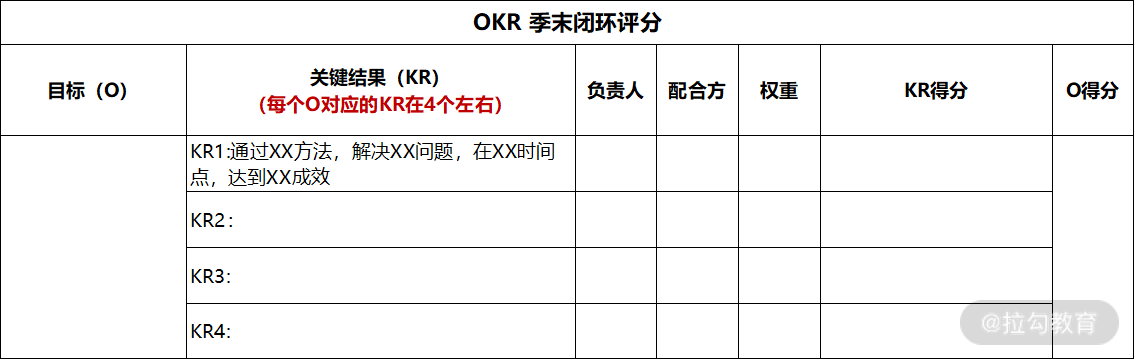 OKR 季末闭环评分
目标（O）
关键结果（KR）
（每个O对应的KR在4个左右）
负责人
配合方
权重
KR得分
O得分
KR1:通过XX方法，解决XX问题，在XX时间
点，达到XX成效
KR2：
KR3:
KR4:
@拉勾教育